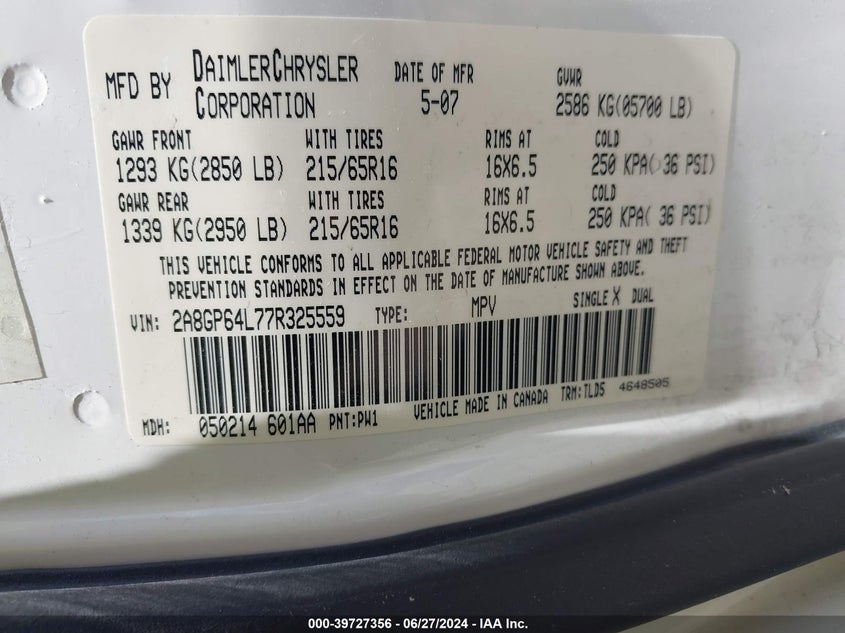 MFD BY DAIMLERCHRYSLER CORPORATION DATE OF MFR 5-07 GVWR 2586 KG(05700 LB)
GAWR FRONT WITH TIRES RIMS AT COLD
1293 KG(2850 LB) 215/65R16 16X6.5 250 KPA( 36 PSI)
GAWR REAR WITH TIRES RIMS AT COLD
1339 KG(2950 LB) 215/65R16 16X6.5 250 KPA( 36 PSI)
THIS VEHICLE CONFORMS TO ALL APPLICABLE FEDERAL MOTOR VEHICLE SAFETY AND THEFT
PREVENTION STANDARDS IN EFFECT ON THE DATE OF MANUFACTURE SHOWN ABOVE.
VIN: 2A8GP64L77R325559 TYPE: MPV SINGLE X DUAL
MDH: 050214 601AA PNT:PW1 VEHICLE MADE IN CANADA TRM:TLD5 4648505
000-39727356 / 06/27/2024 - IAA Inc.